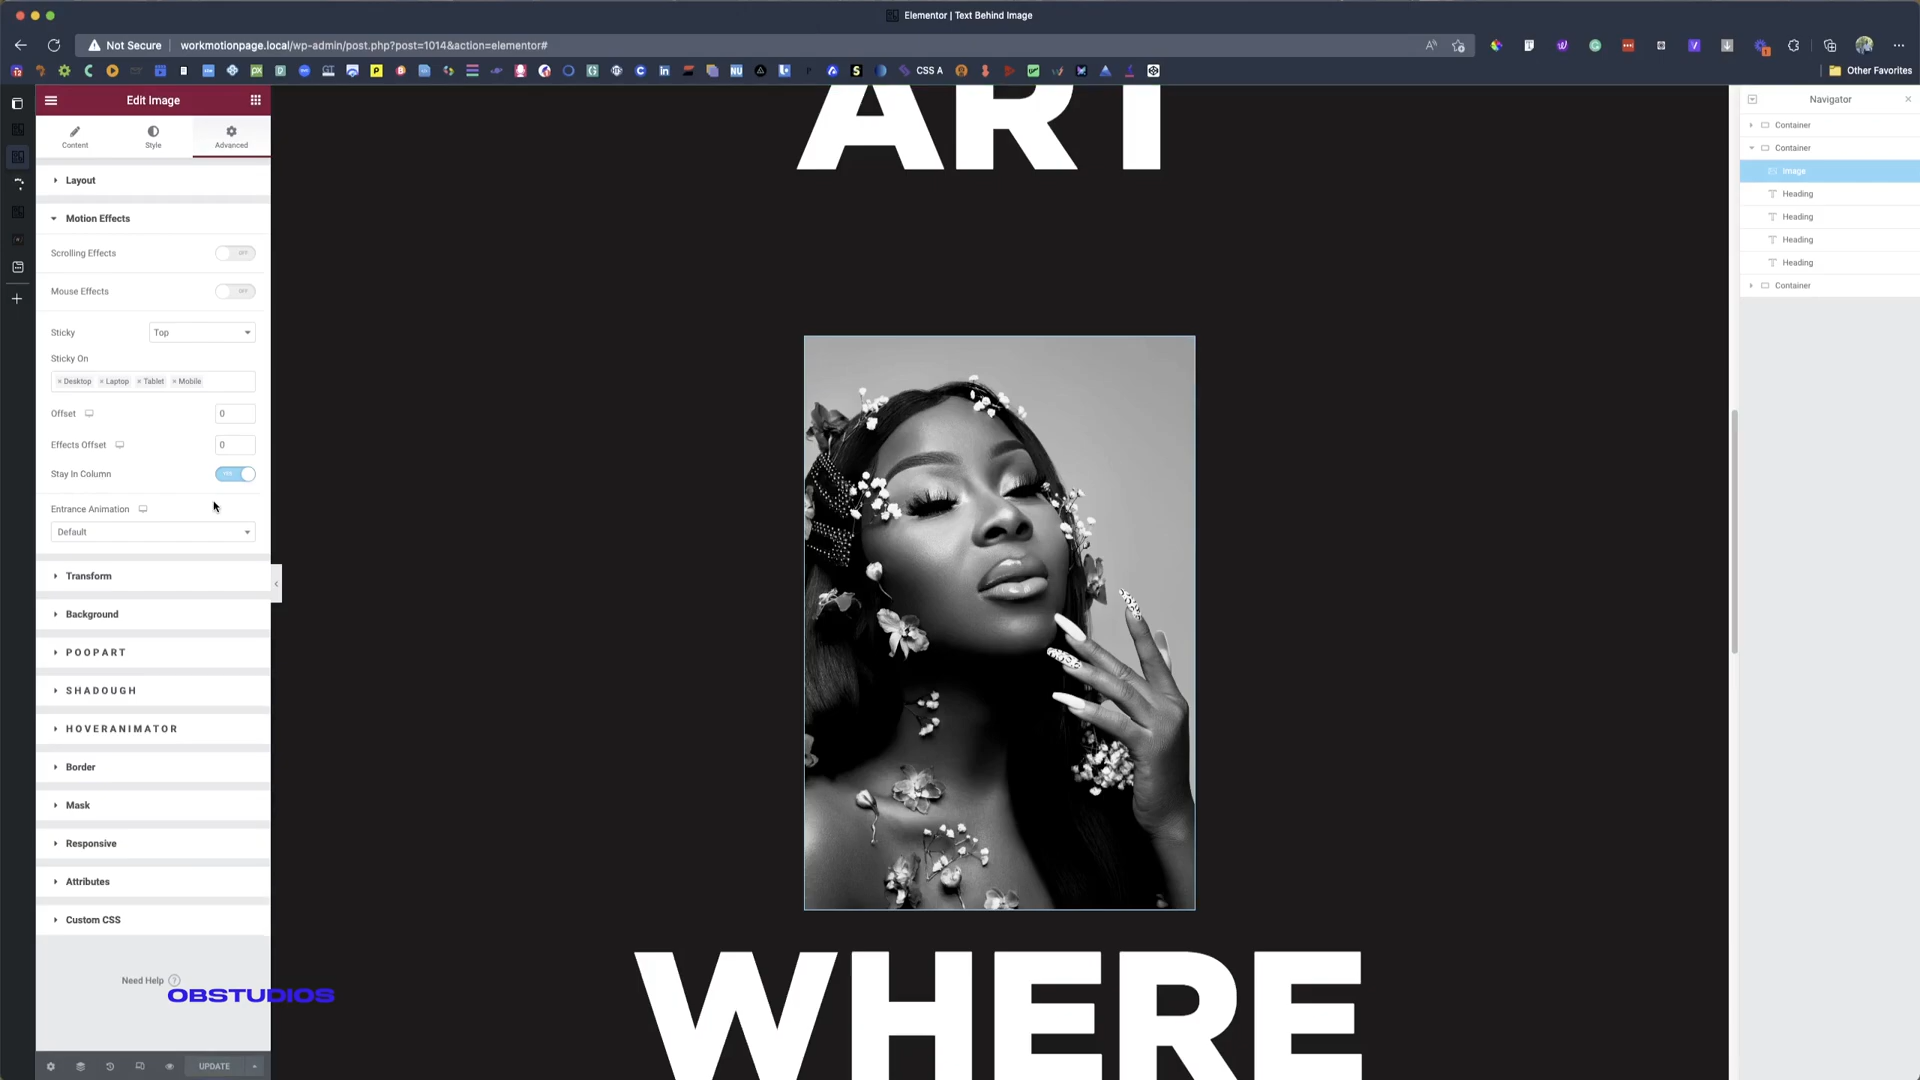 Elementor | Text Behind Image
Not Secure
workmotionpage.local/wp-admin/post.php?post=1014&action=elementor#
CSS A
Other Favorites
Edit Image
Content
Style
Advanced
Layout
Motion Effects
Scrolling Effects
OFF
Mouse Effects
OFF
Sticky
Top
Sticky On
× Desktop × Laptop × Tablet × Mobile
Offset
0
Effects Offset
0
Stay In Column
YES
Entrance Animation
Default
Transform
Background
POOPART
SHADOUGH
HOVERANIMATOR
Border
Mask
Responsive
Attributes
Custom CSS
Need Help ?
OBSTUDIOS
UPDATE
ART
WHERE
Navigator
Container
Container
Image
Heading
Heading
Heading
Heading
Container